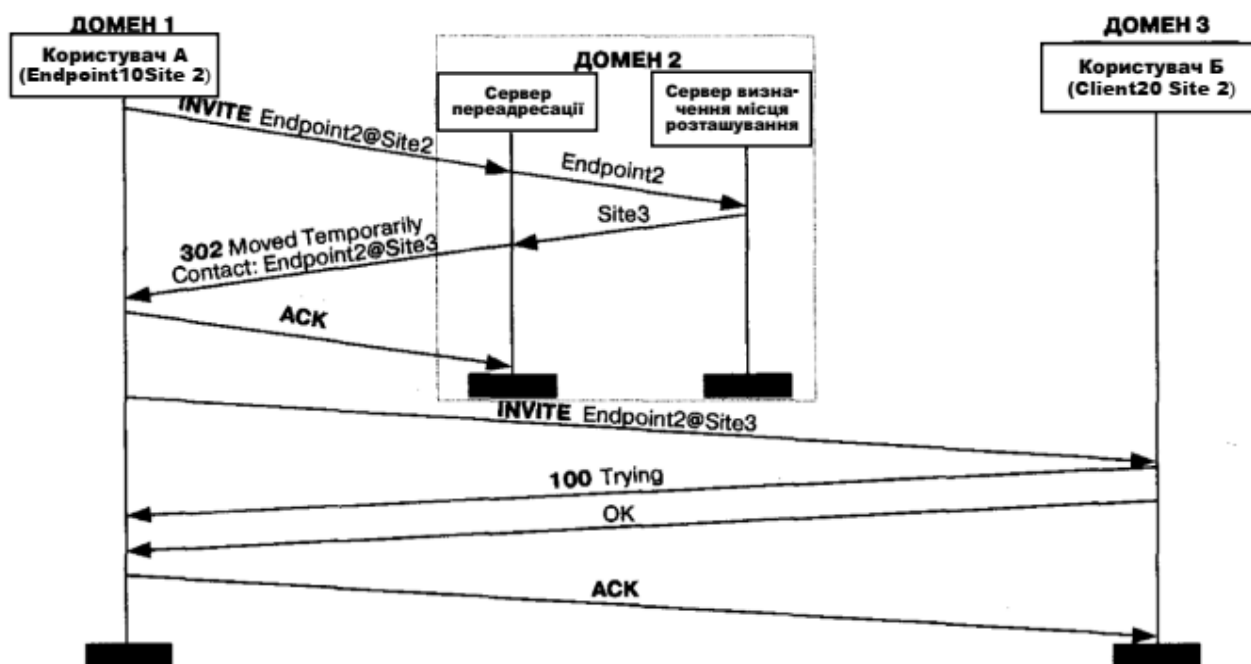 ДОМЕН 1
Користувач А
(Endpoint10Site 2)
ДОМЕН 2
Сервер
переадресації
Сервер визна-
чення місця
розташування
ДОМЕН 3
Користувач Б
(Client20 Site 2)
INVITE Endpoint2@Site2
Endpoint2
Site3
302 Moved Temporarily
Contact: Endpoint2@Site3
ACK
INVITE Endpoint2@Site3
100 Trying
OK
ACK